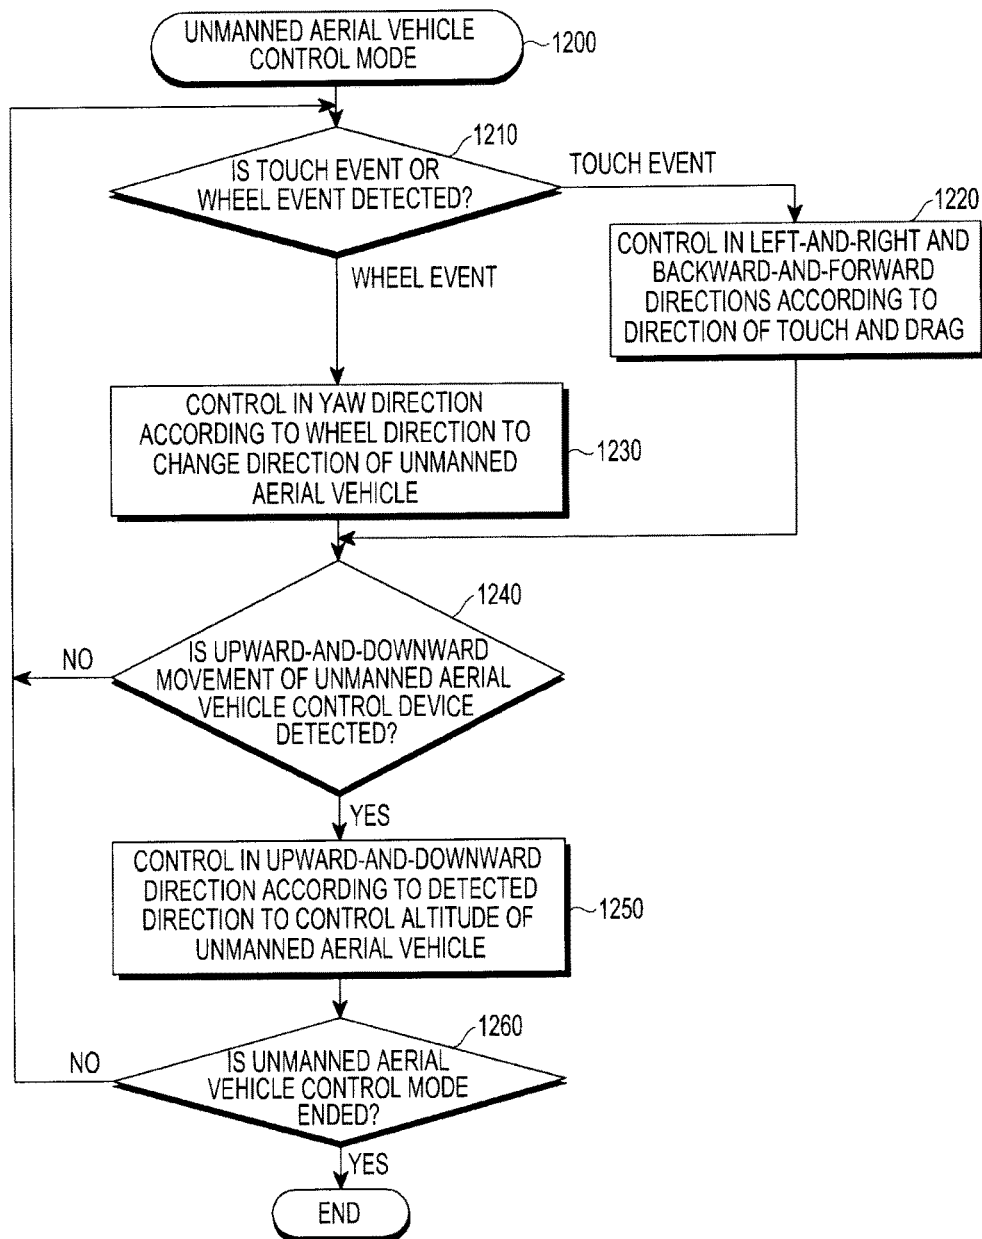 UNMANNED AERIAL VEHICLE
CONTROL MODE
1200
1210
IS TOUCH EVENT OR
WHEEL EVENT DETECTED?
TOUCH EVENT
WHEEL EVENT
1220
CONTROL IN LEFT-AND-RIGHT AND
BACKWARD-AND-FORWARD
DIRECTIONS ACCORDING TO
DIRECTION OF TOUCH AND DRAG
CONTROL IN YAW DIRECTION
ACCORDING TO WHEEL DIRECTION TO
CHANGE DIRECTION OF UNMANNED
AERIAL VEHICLE
1230
1240
IS UPWARD-AND-DOWNWARD
MOVEMENT OF UNMANNED AERIAL
VEHICLE CONTROL DEVICE
DETECTED?
NO
YES
CONTROL IN UPWARD-AND-DOWNWARD
DIRECTION ACCORDING TO DETECTED
DIRECTION TO CONTROL ALTITUDE OF
UNMANNED AERIAL VEHICLE
1250
1260
IS UNMANNED AERIAL
VEHICLE CONTROL MODE
ENDED?
NO
YES
END